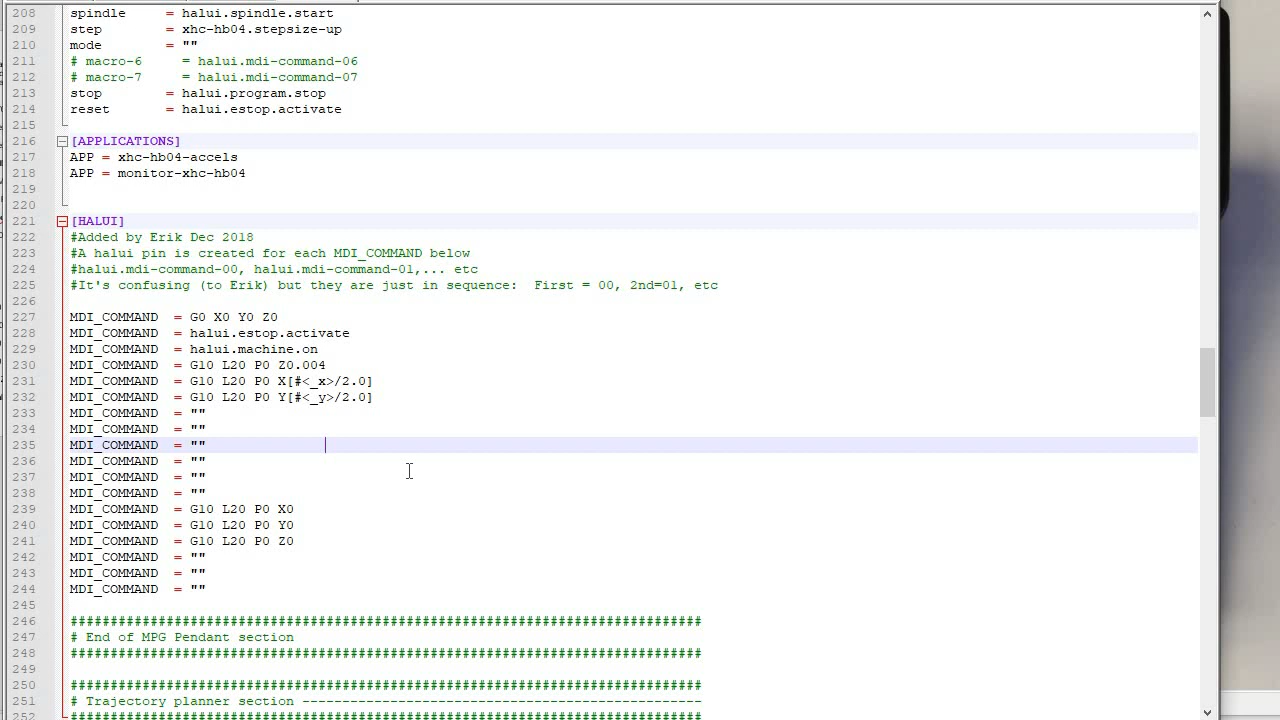 208 spindle = halui.spindle.start
209 step = xhc-hb04.stepsize-up
210 mode = ""
211 # macro-6 = halui.mdi-command-06
212 # macro-7 = halui.mdi-command-07
213 stop = halui.program.stop
214 reset = halui.estop.activate
215
216 [APPLICATIONS]
217 APP = xhc-hb04-accels
218 APP = monitor-xhc-hb04
219
220
221 [HALUI]
222 #Added by Erik Dec 2018
223 #A halui pin is created for each MDI_COMMAND below
224 #halui.mdi-command-00, halui.mdi-command-01,... etc
225 #It's confusing (to Erik) but they are just in sequence:  First = 00, 2nd=01, etc
226
227 MDI_COMMAND = G0 X0 Y0 Z0
228 MDI_COMMAND = halui.estop.activate
229 MDI_COMMAND = halui.machine.on
230 MDI_COMMAND = G10 L20 P0 Z0.004
231 MDI_COMMAND = G10 L20 P0 X[#<_x>/2.0]
232 MDI_COMMAND = G10 L20 P0 Y[#<_y>/2.0]
233 MDI_COMMAND = ""
234 MDI_COMMAND = ""
235 MDI_COMMAND = ""
236 MDI_COMMAND = ""
237 MDI_COMMAND = ""
238 MDI_COMMAND = ""
239 MDI_COMMAND = G10 L20 P0 X0
240 MDI_COMMAND = G10 L20 P0 Y0
241 MDI_COMMAND = G10 L20 P0 Z0
242 MDI_COMMAND = ""
243 MDI_COMMAND = ""
244 MDI_COMMAND = ""
245
246 ###############################################################################
247 # End of MPG Pendant section
248 ###############################################################################
249
250 ###############################################################################
251 # Trajectory planner section --------------------------------------------------
252 ###############################################################################